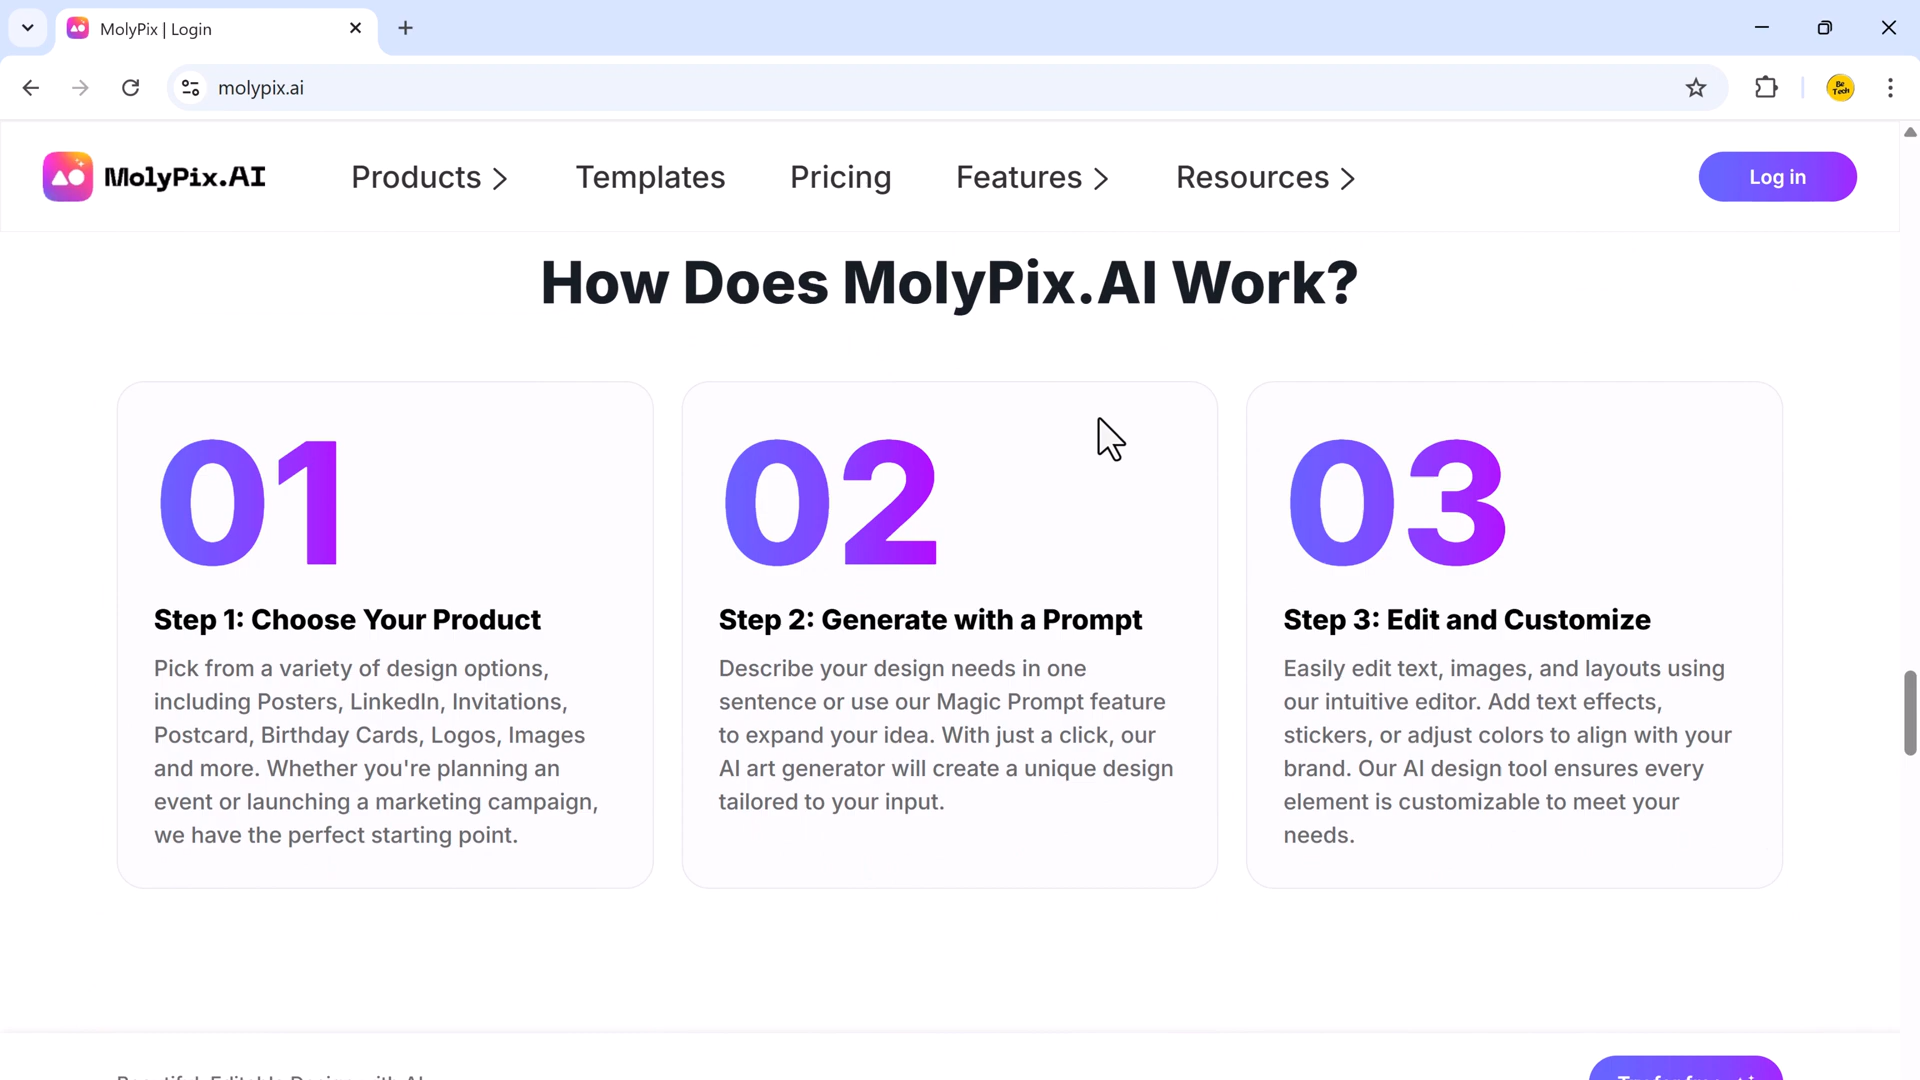 MolyPix | Login
molypix.ai
Be Tech
MolyPix.AI
Products
Templates
Pricing
Features
Resources
Log in
How Does MolyPix.AI Work?
01
Step 1: Choose Your Product
Pick from a variety of design options,
including Posters, LinkedIn, Invitations,
Postcard, Birthday Cards, Logos, Images
and more. Whether you're planning an
event or launching a marketing campaign,
we have the perfect starting point.
02
Step 2: Generate with a Prompt
Describe your design needs in one
sentence or use our Magic Prompt feature
to expand your idea. With just a click, our
AI art generator will create a unique design
tailored to your input.
03
Step 3: Edit and Customize
Easily edit text, images, and layouts using
our intuitive editor. Add text effects,
stickers, or adjust colors to align with your
brand. Our AI design tool ensures every
element is customizable to meet your
needs.